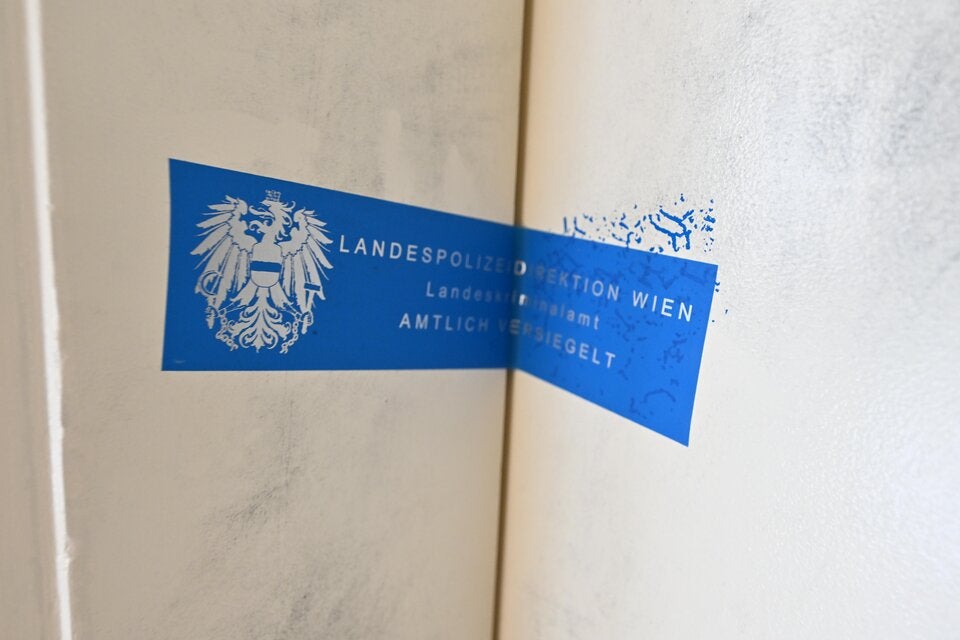 LANDESPOLIZEIDIREKTION WIEN
Landeskriminalamt
AMTLICH VERSIEGELT